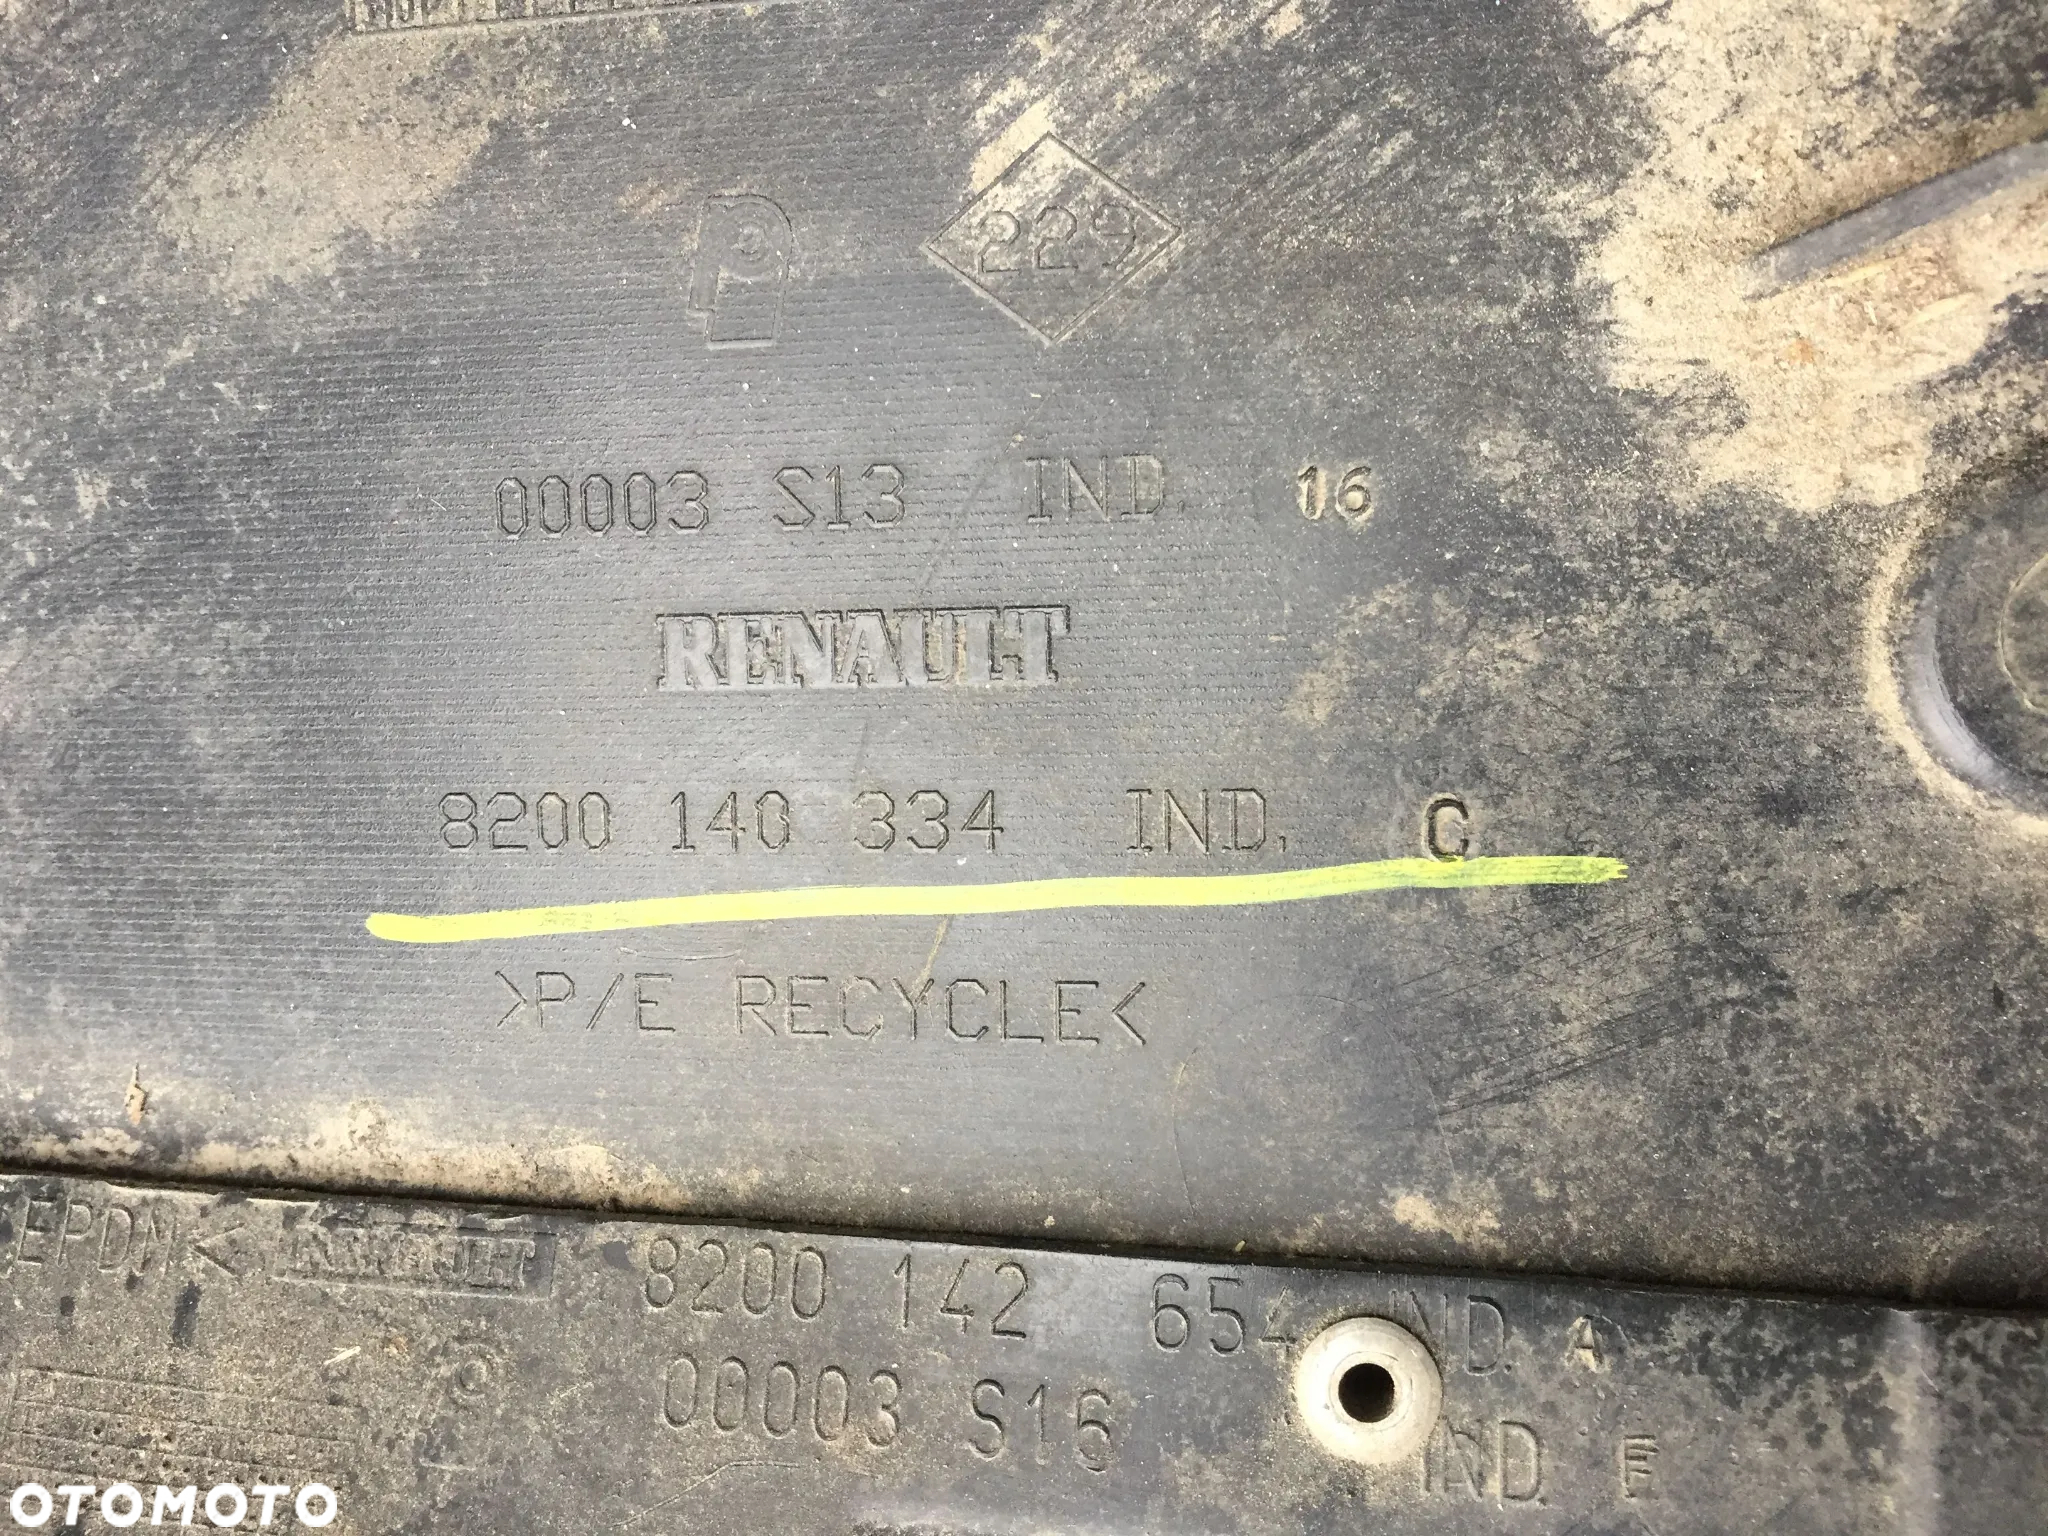 229
00003 S13 IND. 16
RENAULT
8200 140 334 IND. C
>P/E RECYCLE<
EPDM< RENAULT 8200 142 654 IND. A
00003 S16 IND. E
OTOMOTO